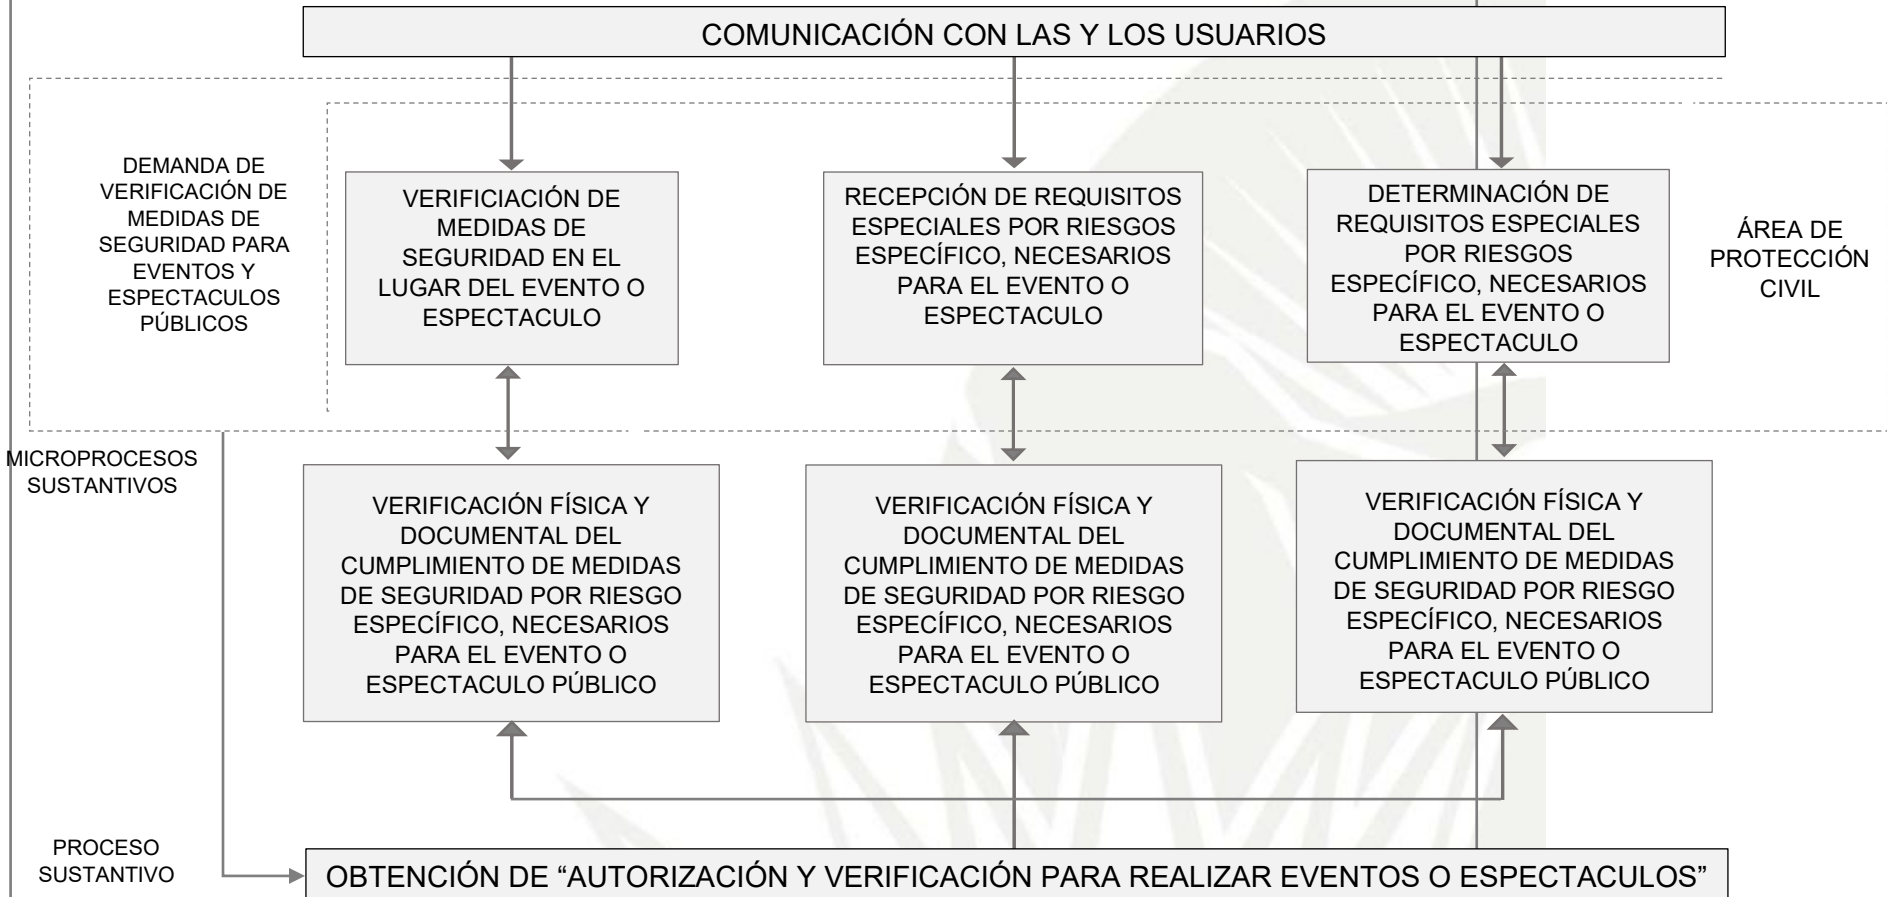 COMUNICACIÓN CON LAS Y LOS USUARIOS
DEMANDA DE
VERIFICACIÓN DE
MEDIDAS DE
SEGURIDAD PARA
EVENTOS Y
ESPECTACULOS
PÚBLICOS
VERIFICIACIÓN DE
MEDIDAS DE
SEGURIDAD EN EL
LUGAR DEL EVENTO O
ESPECTACULO
RECEPCIÓN DE REQUISITOS
ESPECIALES POR RIESGOS
ESPECÍFICO, NECESARIOS
PARA EL EVENTO O
ESPECTACULO
DETERMINACIÓN DE
REQUISITOS ESPECIALES
POR RIESGOS
ESPECÍFICO, NECESARIOS
PARA EL EVENTO O
ESPECTACULO
ÁREA DE
PROTECCIÓN
CIVIL
MICROPROCESOS
SUSTANTIVOS
VERIFICACIÓN FÍSICA Y
DOCUMENTAL DEL
CUMPLIMIENTO DE MEDIDAS
DE SEGURIDAD POR RIESGO
ESPECÍFICO, NECESARIOS
PARA EL EVENTO O
ESPECTACULO PÚBLICO
VERIFICACIÓN FÍSICA Y
DOCUMENTAL DEL
CUMPLIMIENTO DE MEDIDAS
DE SEGURIDAD POR RIESGO
ESPECÍFICO, NECESARIOS
PARA EL EVENTO O
ESPECTACULO PÚBLICO
VERIFICACIÓN FÍSICA Y
DOCUMENTAL DEL
CUMPLIMIENTO DE MEDIDAS
DE SEGURIDAD POR RIESGO
ESPECÍFICO, NECESARIOS
PARA EL EVENTO O
ESPECTACULO PÚBLICO
PROCESO
SUSTANTIVO
OBTENCIÓN DE “AUTORIZACIÓN Y VERIFICACIÓN PARA REALIZAR EVENTOS O ESPECTACULOS”